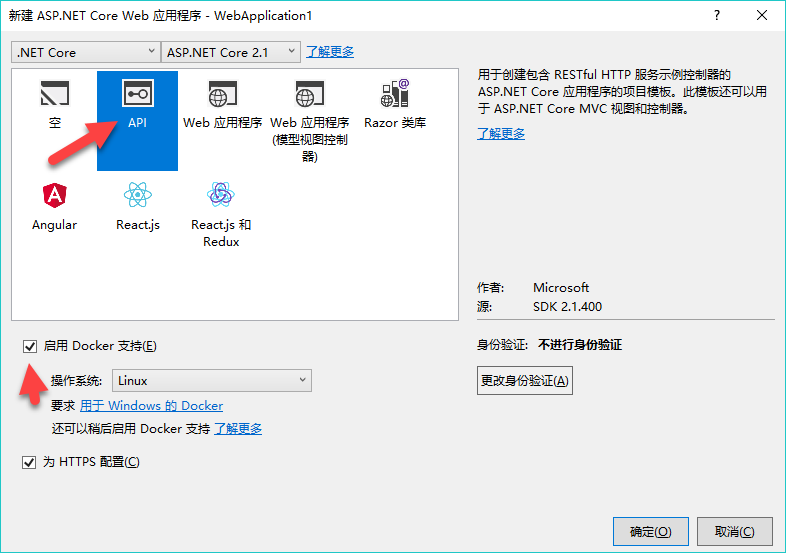 新建 ASP.NET Core Web 应用程序 - WebApplication1
.NET Core
ASP.NET Core 2.1
了解更多
空
API
Web 应用程序
Web 应用程序
(模型视图控制
器)
Razor 类库
Angular
React.js
React.js 和
Redux
用于创建包含 RESTful HTTP 服务示例控制器的
ASP.NET Core 应用程序的项目模板。此模板还可以用
于 ASP.NET Core MVC 视图和控制器。
了解更多
作者: Microsoft
源: SDK 2.1.400
启用 Docker 支持(E)
操作系统: Linux
要求 用于 Windows 的 Docker
还可以稍后启用 Docker 支持 了解更多
为 HTTPS 配置(C)
身份验证: 不进行身份验证
更改身份验证(A)
确定(O)
取消(C)